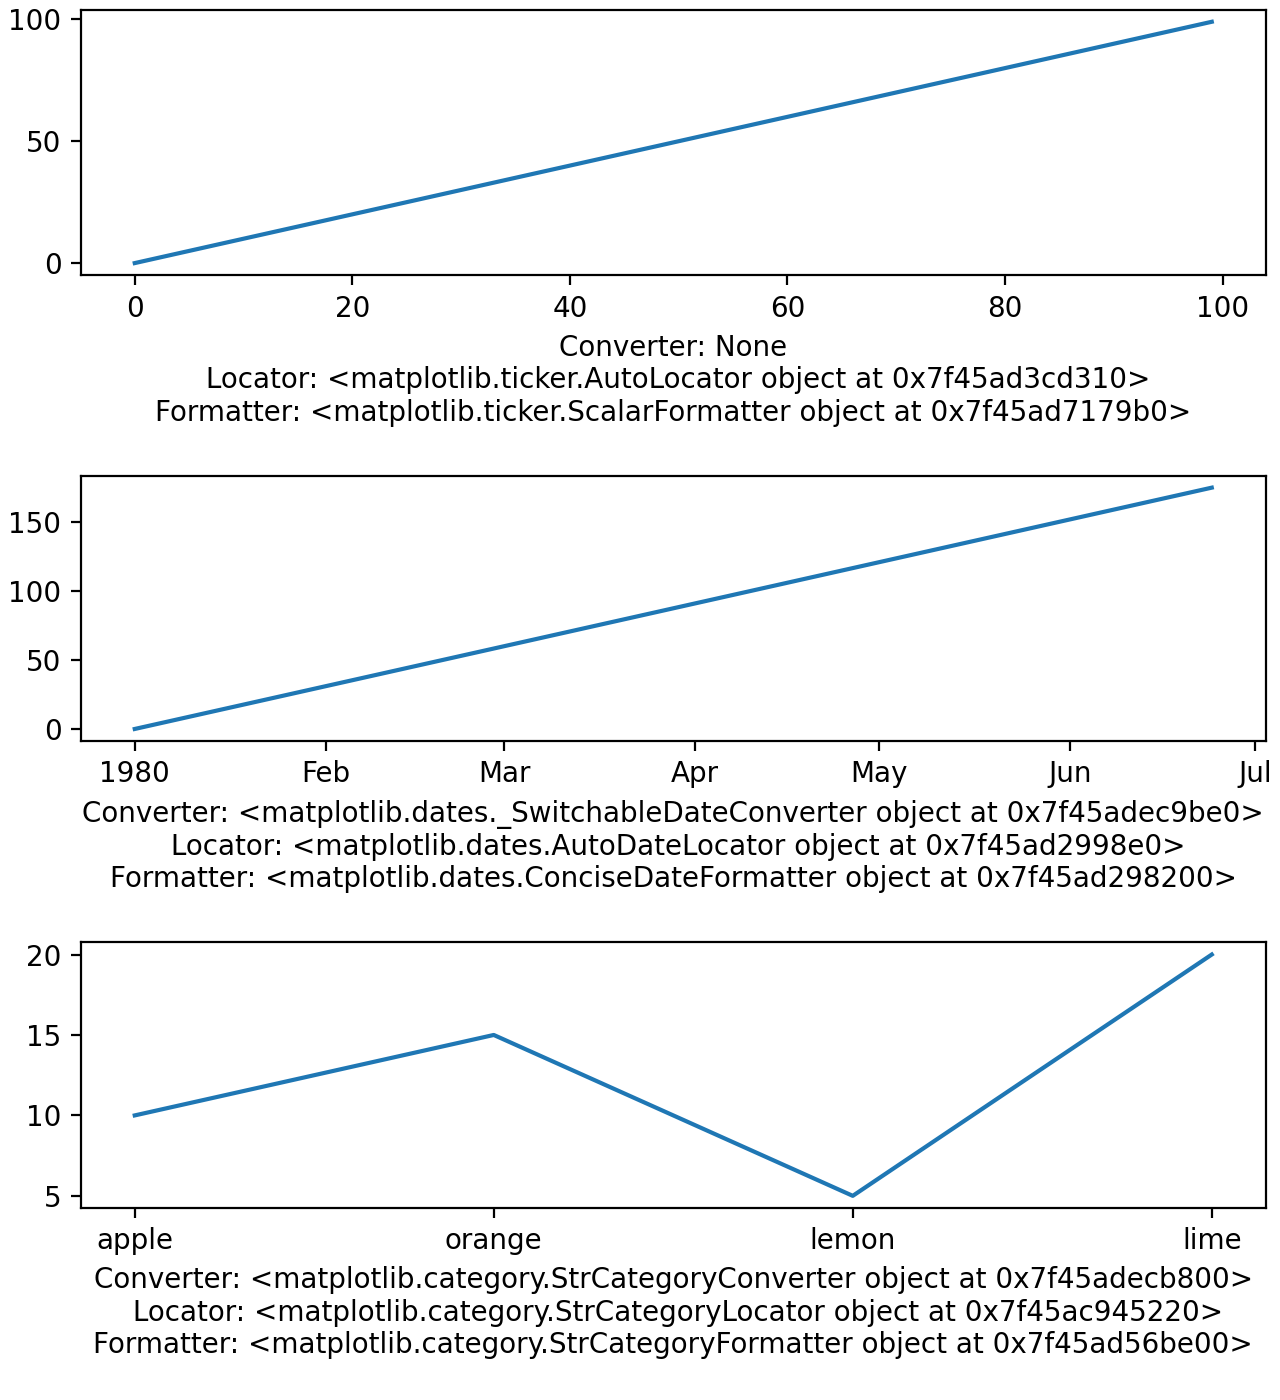 100
50
0
0 20 40 60 80 100
Converter: None
Locator: <matplotlib.ticker.AutoLocator object at 0x7f45ad3cd310>
Formatter: <matplotlib.ticker.ScalarFormatter object at 0x7f45ad7179b0>
150
100
50
0
1980 Feb Mar Apr May Jun Jul
Converter: <matplotlib.dates._SwitchableDateConverter object at 0x7f45adec9be0>
Locator: <matplotlib.dates.AutoDateLocator object at 0x7f45ad2998e0>
Formatter: <matplotlib.dates.ConciseDateFormatter object at 0x7f45ad298200>
20
15
10
5
apple orange lemon lime
Converter: <matplotlib.category.StrCategoryConverter object at 0x7f45adecb800>
Locator: <matplotlib.category.StrCategoryLocator object at 0x7f45ac945220>
Formatter: <matplotlib.category.StrCategoryFormatter object at 0x7f45ad56be00>